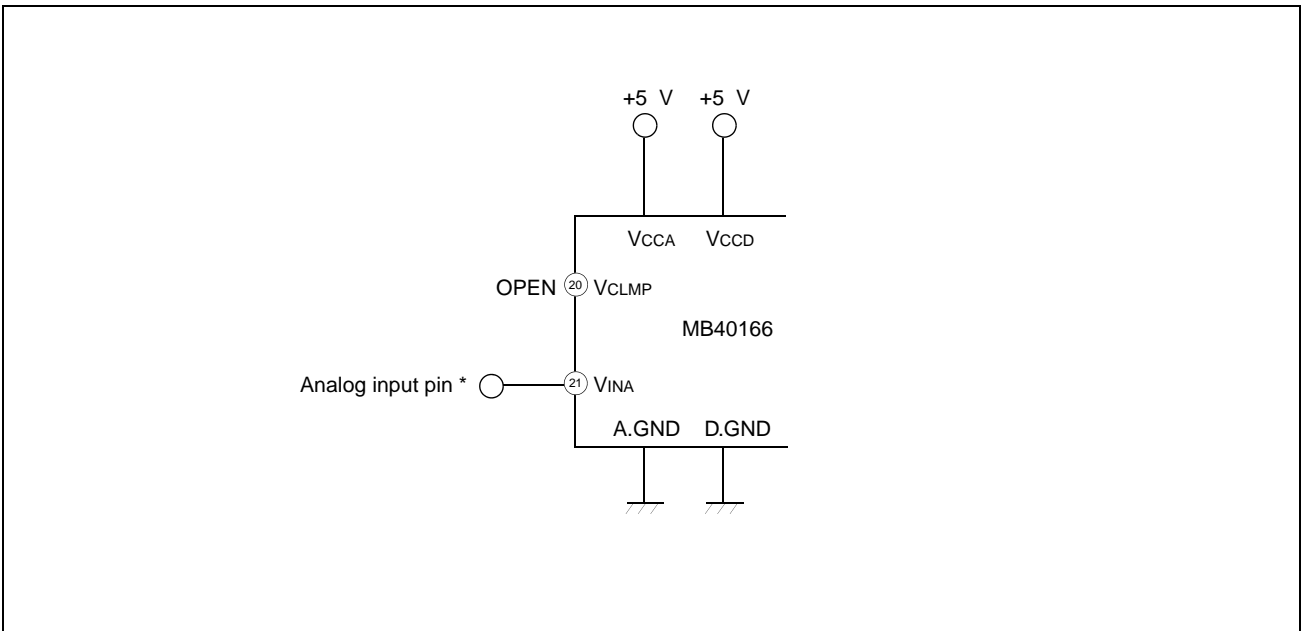 +5 V +5 V
VCCA VCCD
OPEN 20 VCLMP
MB40166
Analog input pin * 21 VINA
A.GND D.GND